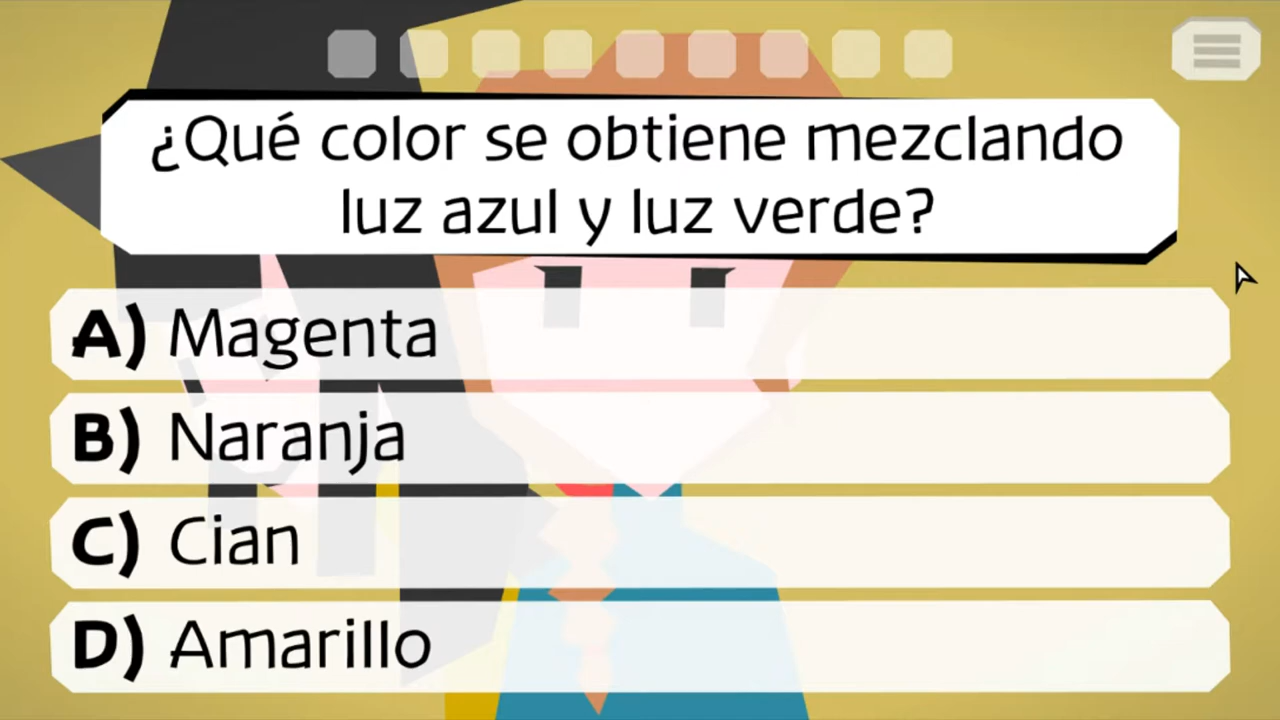 ¿Qué color se obtiene mezclando
luz azul y luz verde?
A) Magenta
B) Naranja
C) Cian
D) Amarillo